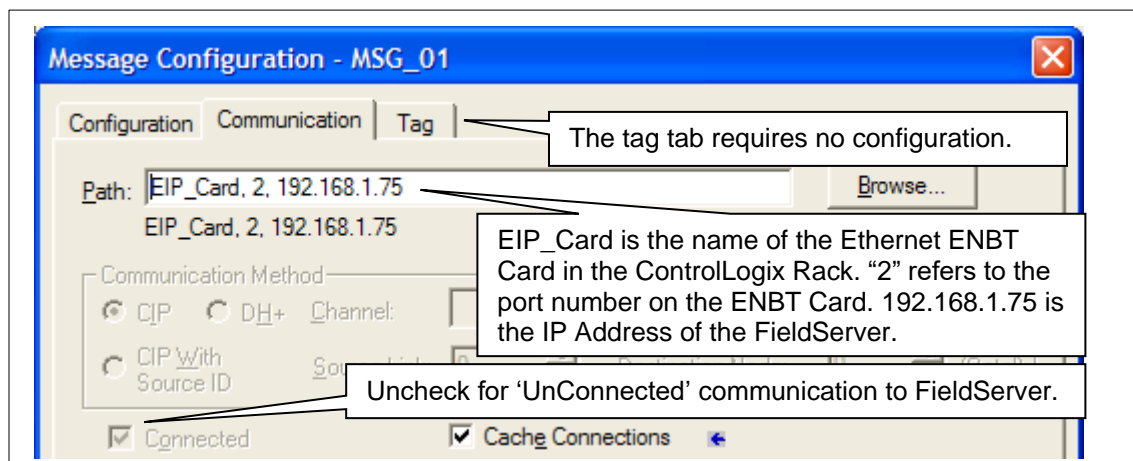 Message Configuration - MSG_01
Configuration Communication Tag
The tag tab requires no configuration.
Path: EIP_Card, 2, 192.168.1.75 Browse...
EIP_Card, 2, 192.168.1.75
EIP_Card is the name of the Ethernet ENBT
Card in the ControlLogix Rack. “2” refers to the
port number on the ENBT Card. 192.168.1.75 is
the IP Address of the FieldServer.
Communication Method
CIP DH+ Channel:
CIP With
Source ID
Uncheck for ‘UnConnected’ communication to FieldServer.
Connected Cache Connections